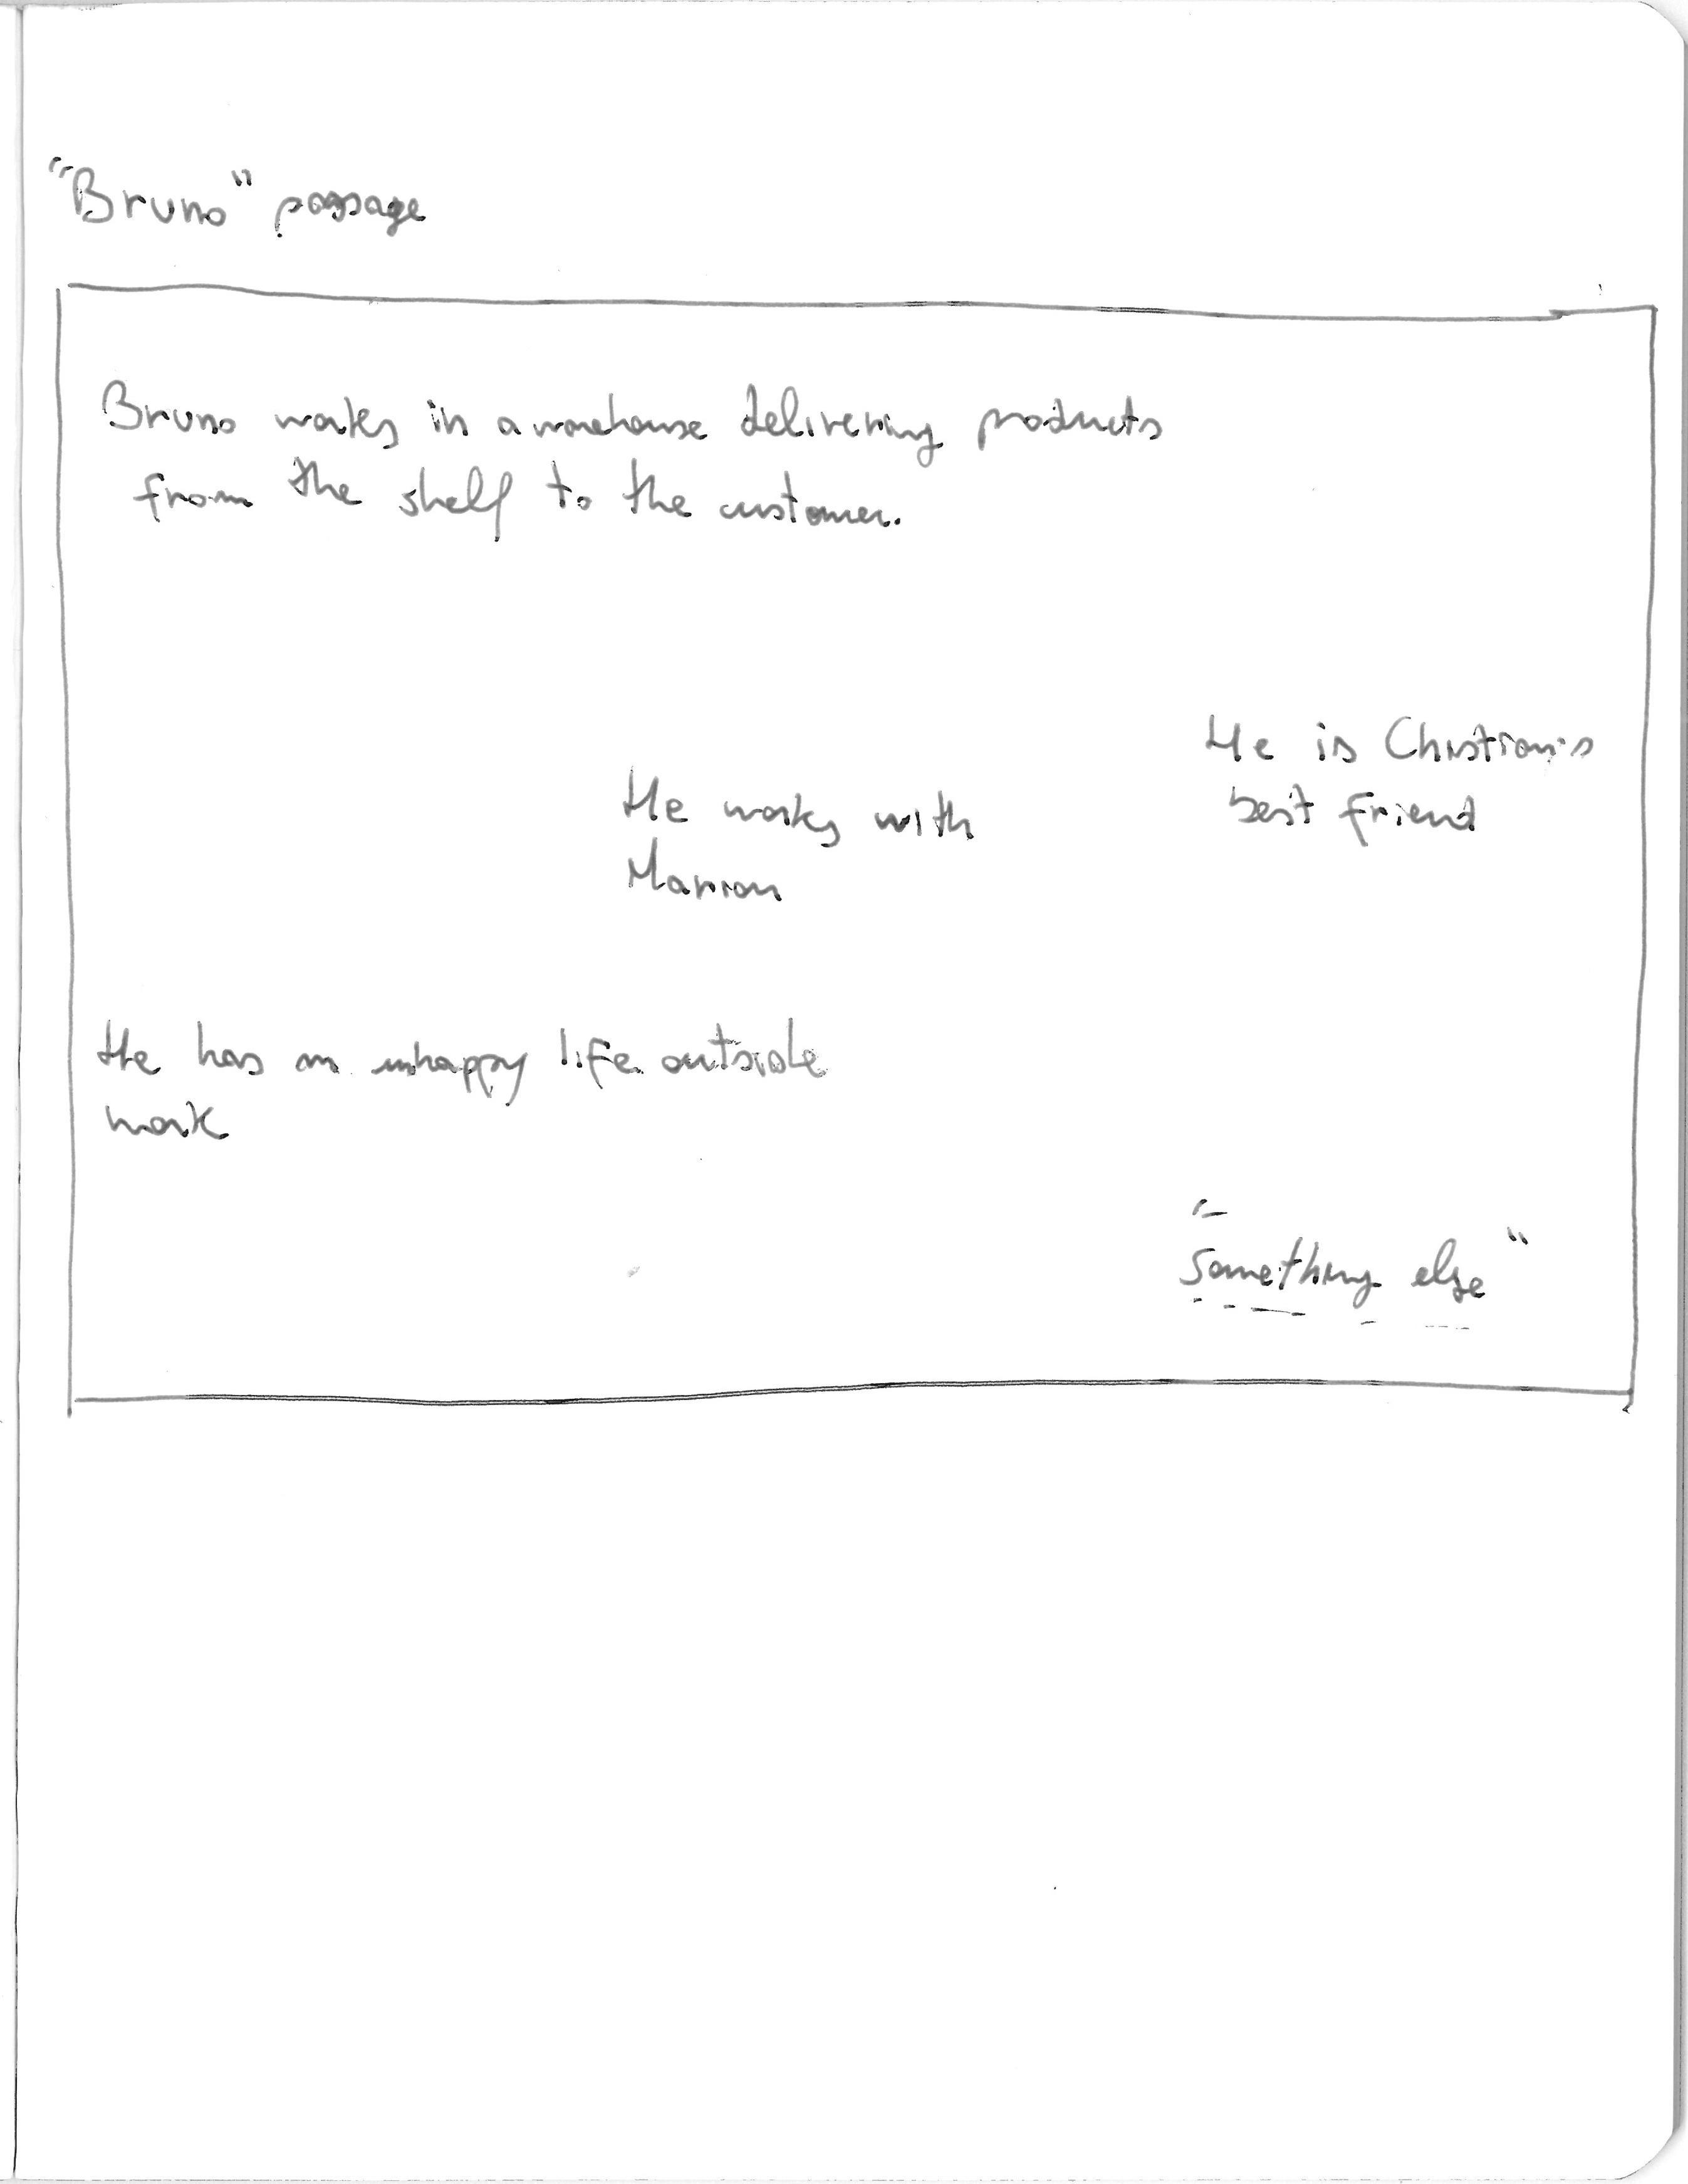 "Bruno" passage
Bruno works in a warehouse delivering products
from the shelf to the customer.
He is Christian's
best friend
He works with
Marion
He has an unhappy life outside
work
"
something else"